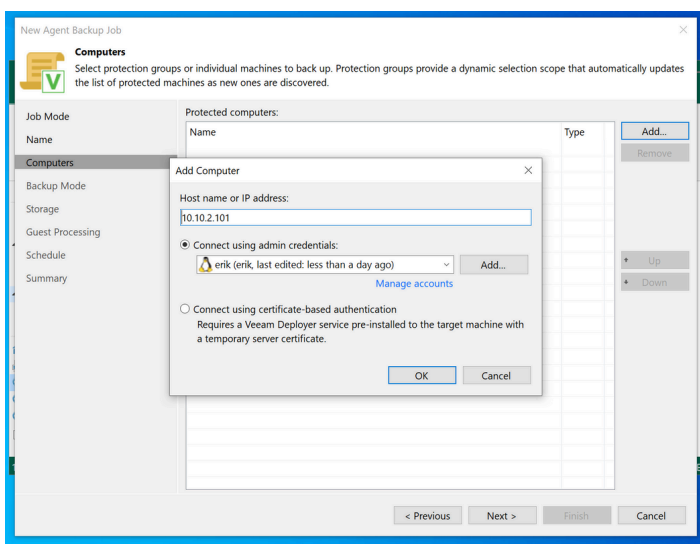 New Agent Backup Job
Computers
Select protection groups or individual machines to back up. Protection groups provide a dynamic selection scope that automatically updates
the list of protected machines as new ones are discovered.
Job Mode
Name
Computers
Backup Mode
Storage
Guest Processing
Schedule
Summary
Protected computers:
Name Type
Add...
Remove
Up
Down
Add Computer
Host name or IP address:
10.10.2.101
Connect using admin credentials:
erik (erik, last edited: less than a day ago)
Add...
Manage accounts
Connect using certificate-based authentication
Requires a Veeam Deployer service pre-installed to the target machine with
a temporary server certificate.
OK Cancel
< Previous Next > Finish Cancel